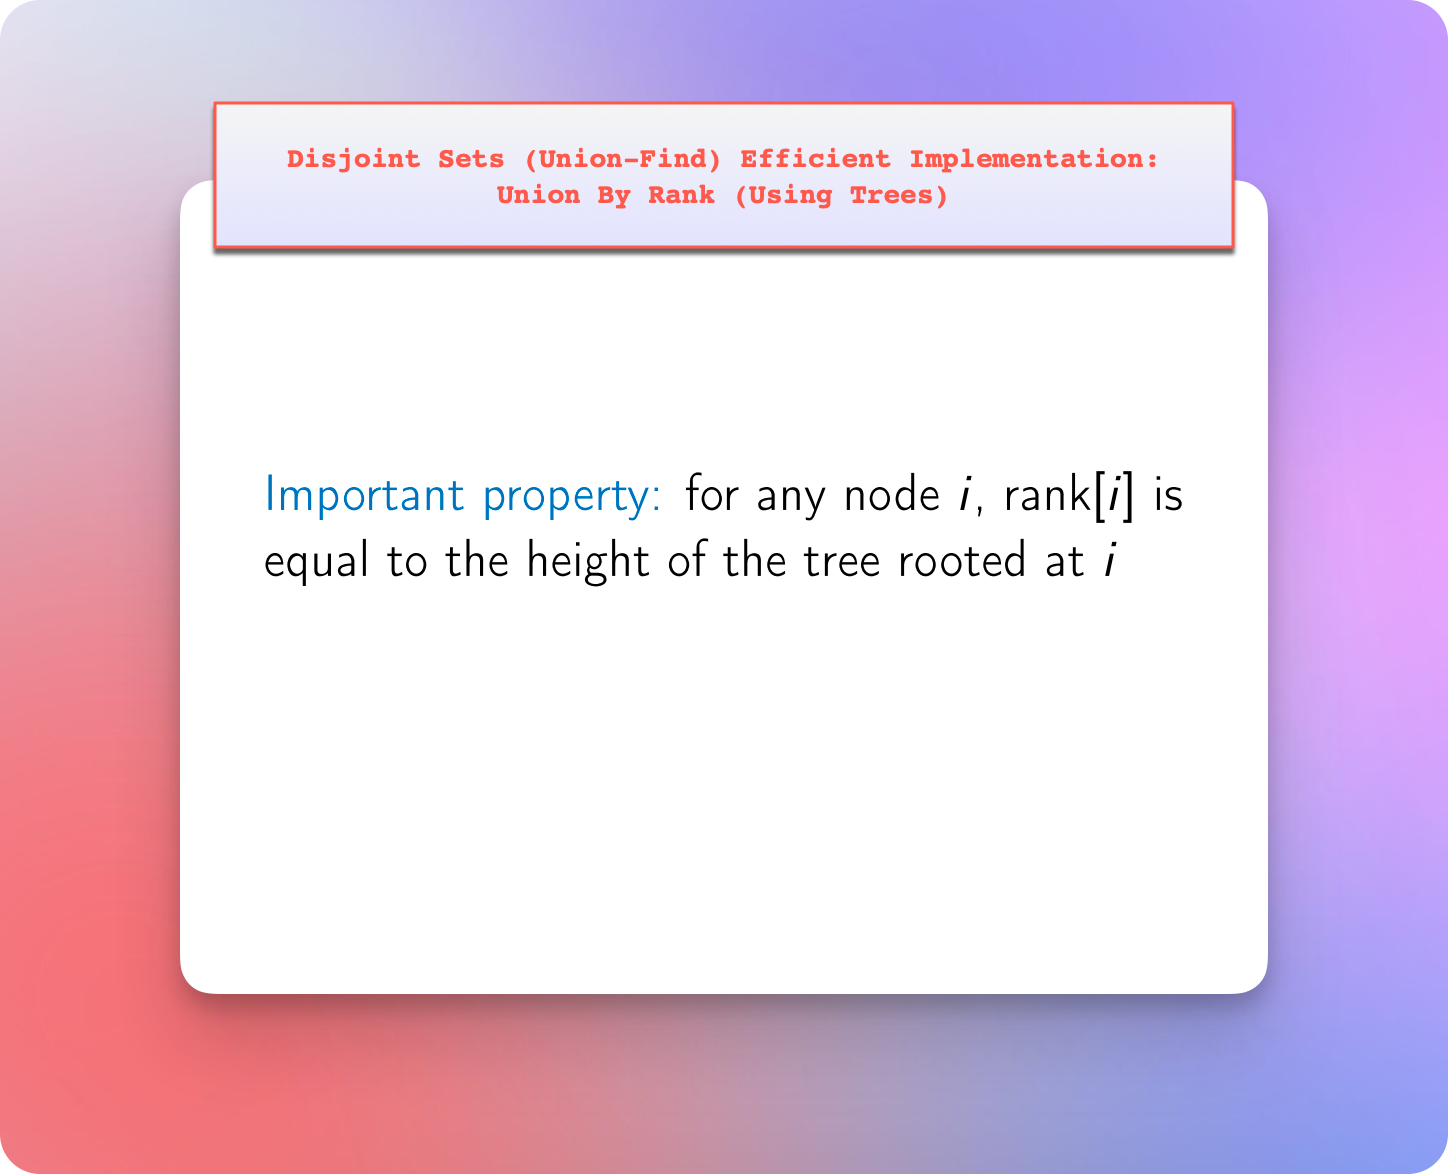 Disjoint Sets (Union-Find) Efficient Implementation:
Union By Rank (Using Trees)
Important property: for any node i, rank[i] is
equal to the height of the tree rooted at i